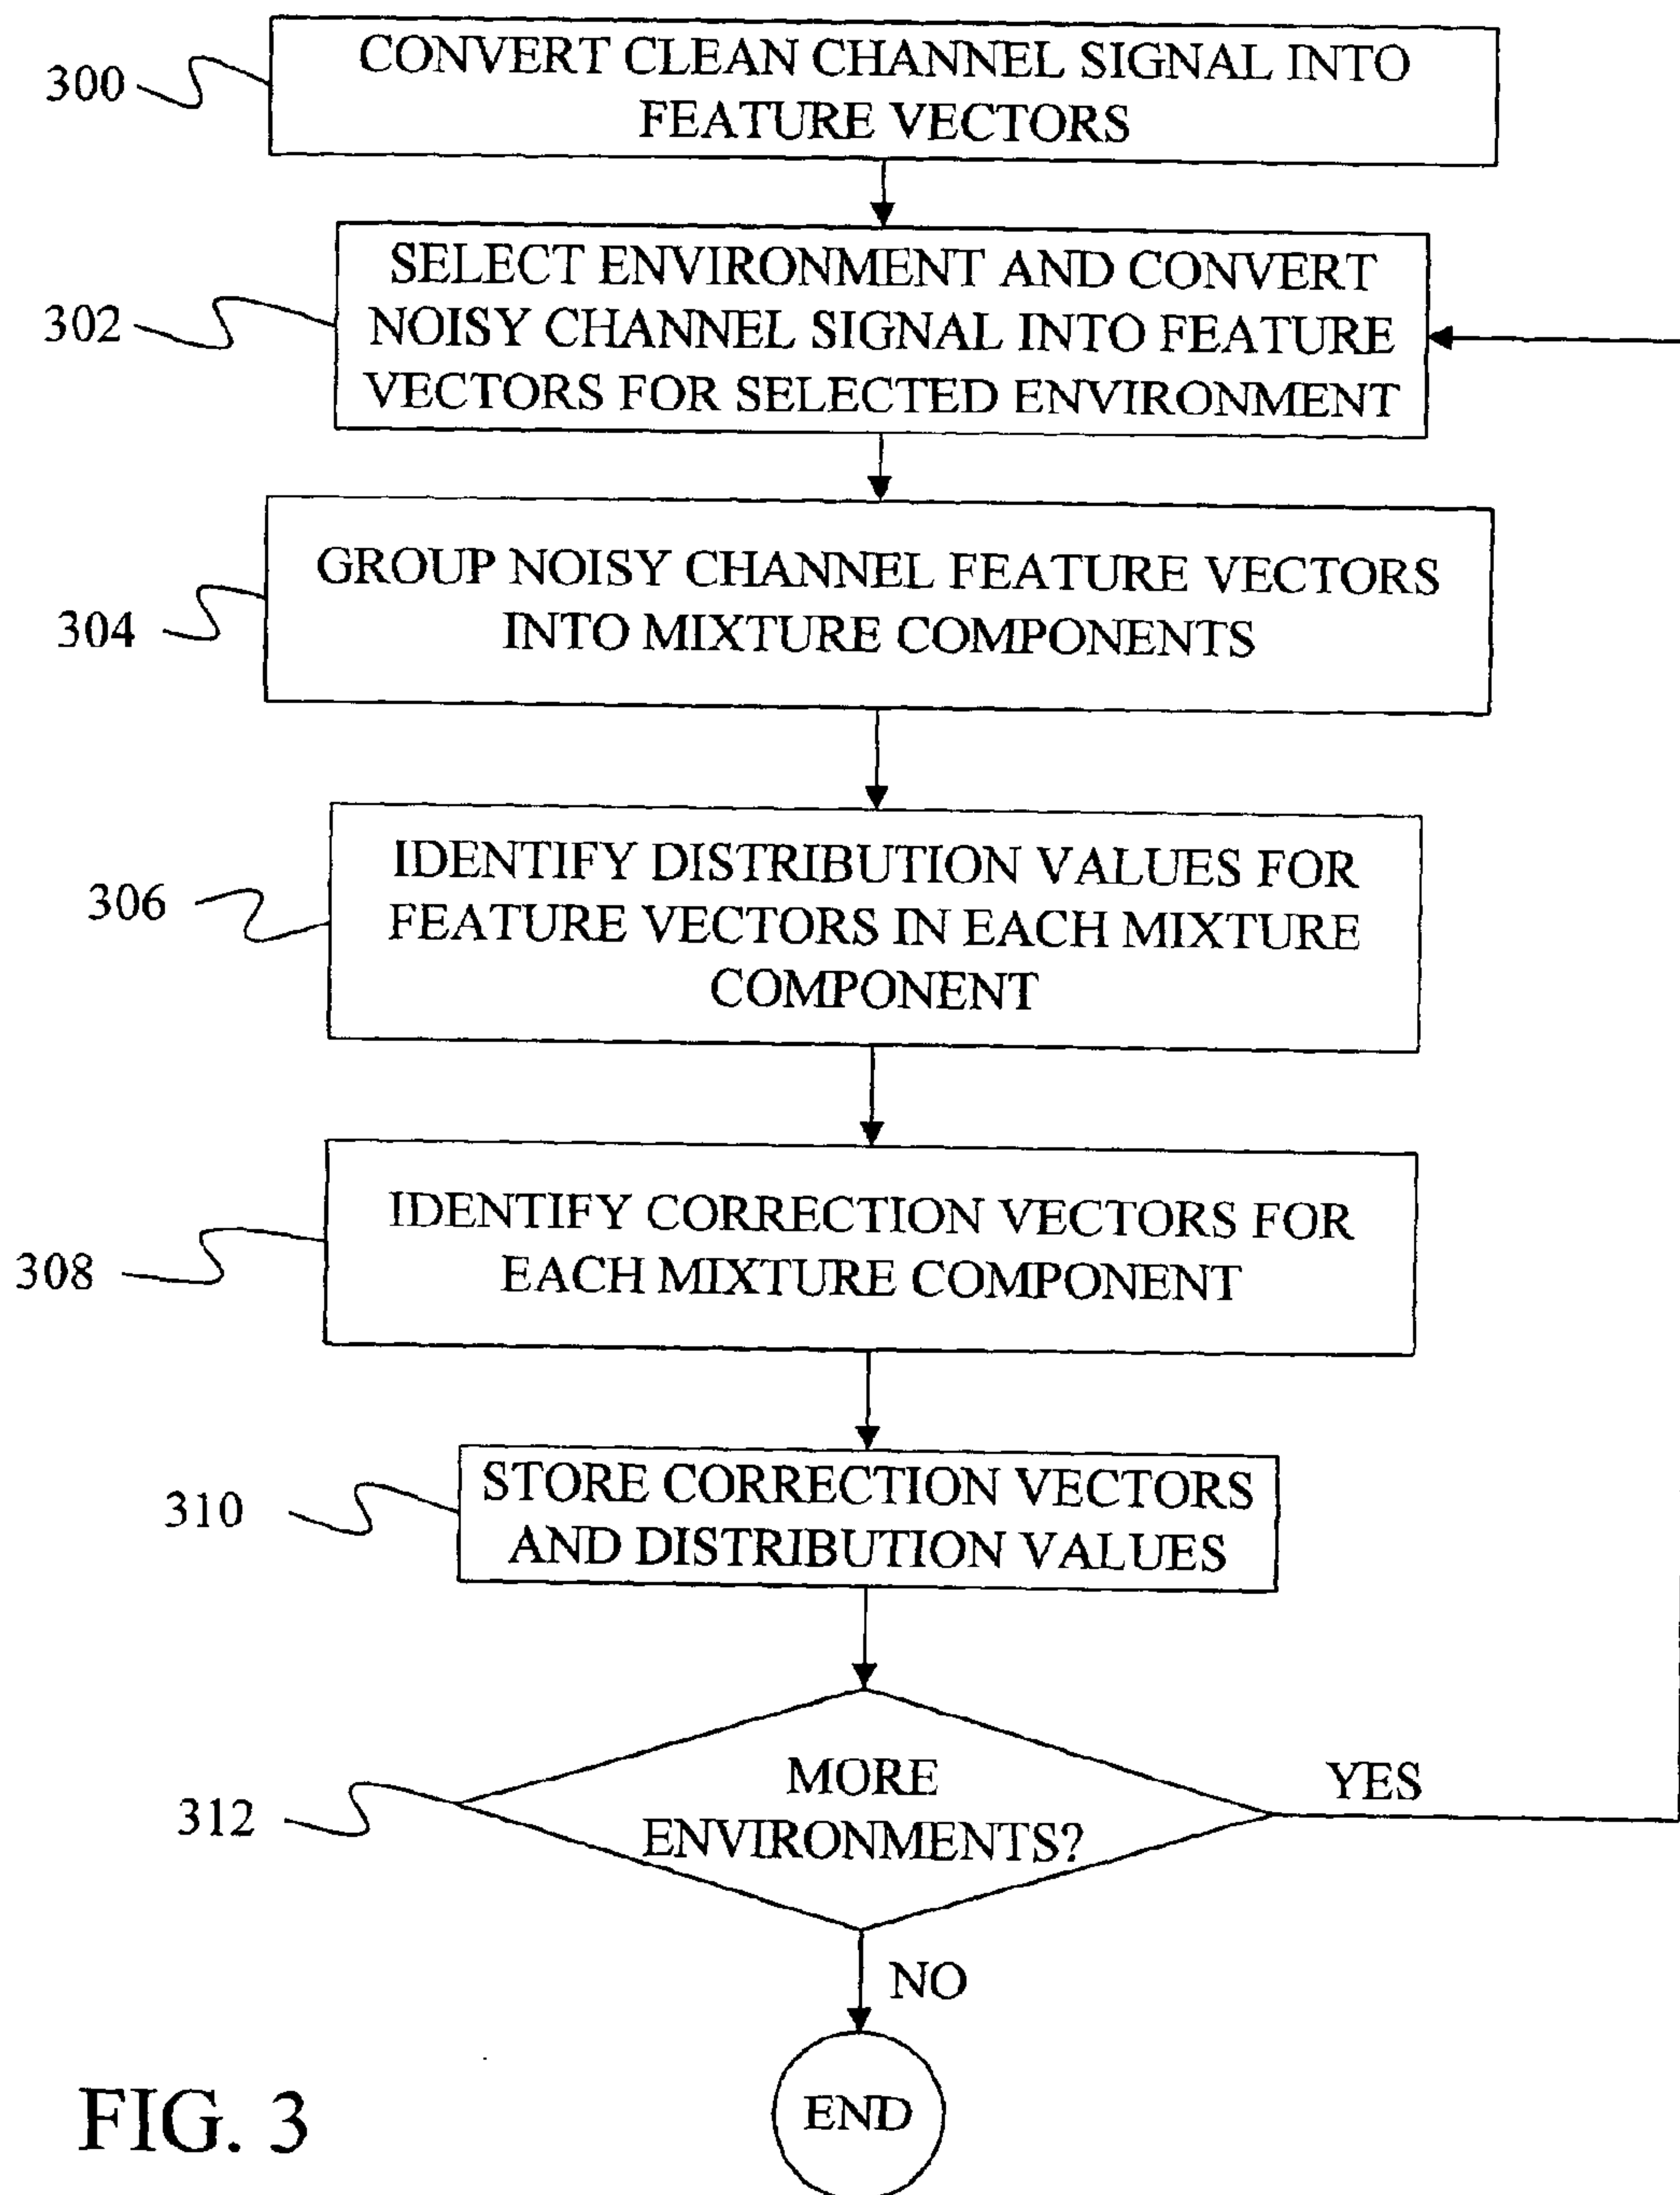 300
CONVERT CLEAN CHANNEL SIGNAL INTO
FEATURE VECTORS
302
SELECT ENVIRONMENT AND CONVERT
NOISY CHANNEL SIGNAL INTO FEATURE
VECTORS FOR SELECTED ENVIRONMENT
304
GROUP NOISY CHANNEL FEATURE VECTORS
INTO MIXTURE COMPONENTS
306
IDENTIFY DISTRIBUTION VALUES FOR
FEATURE VECTORS IN EACH MIXTURE
COMPONENT
308
IDENTIFY CORRECTION VECTORS FOR
EACH MIXTURE COMPONENT
310
STORE CORRECTION VECTORS
AND DISTRIBUTION VALUES
312
MORE
ENVIRONMENTS?
YES
NO
END
FIG. 3